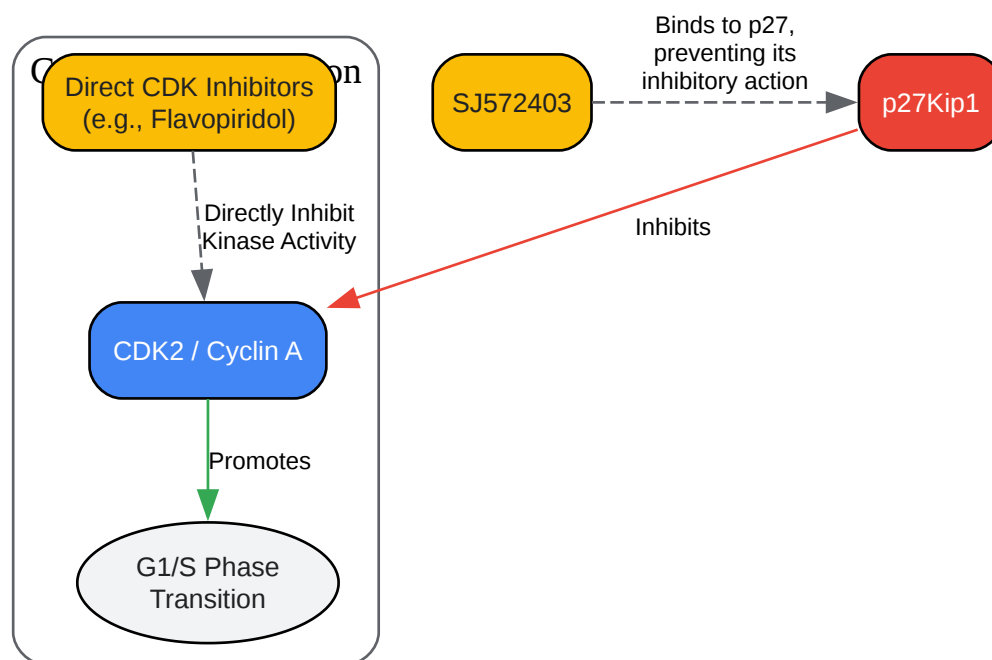 Direct CDK Inhibitors
(e.g., Flavopiridol)
SJ572403
Binds to p27,
preventing its
inhibitory action
p27Kip1
Directly Inhibit
Kinase Activity
Inhibits
CDK2 / Cyclin A
Promotes
G1/S Phase
Transition